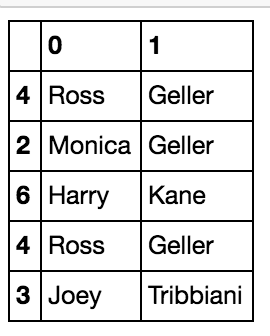 0 1
4 Ross Geller
2 Monica Geller
6 Harry Kane
4 Ross Geller
3 Joey Tribbiani